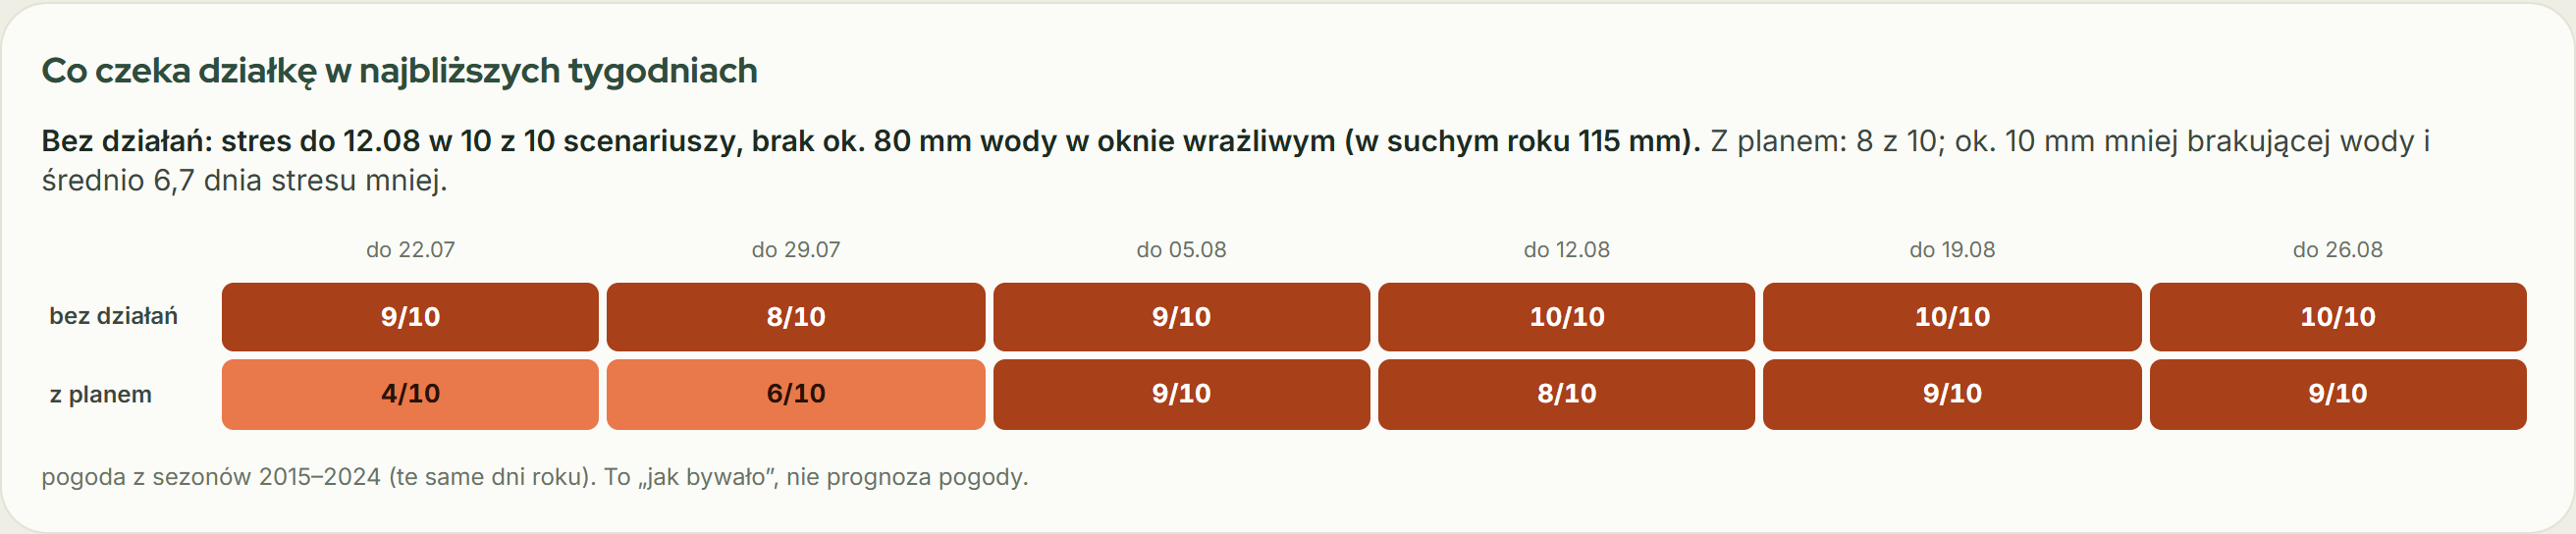 Co czeka działkę w najbliższych tygodniach
Bez działań: stres do 12.08 w 10 z 10 scenariuszy, brak ok. 80 mm wody w oknie wrażliwym (w suchym roku 115 mm). Z planem: 8 z 10; ok. 10 mm mniej brakującej wody i
średnio 6,7 dnia stresu mniej.
do 22.07 do 29.07 do 05.08 do 12.08 do 19.08 do 26.08
bez działań 9/10 8/10 9/10 10/10 10/10 10/10
z planem 4/10 6/10 9/10 8/10 9/10 9/10
pogoda z sezonów 2015–2024 (te same dni roku). To „jak bywało”, nie prognoza pogody.